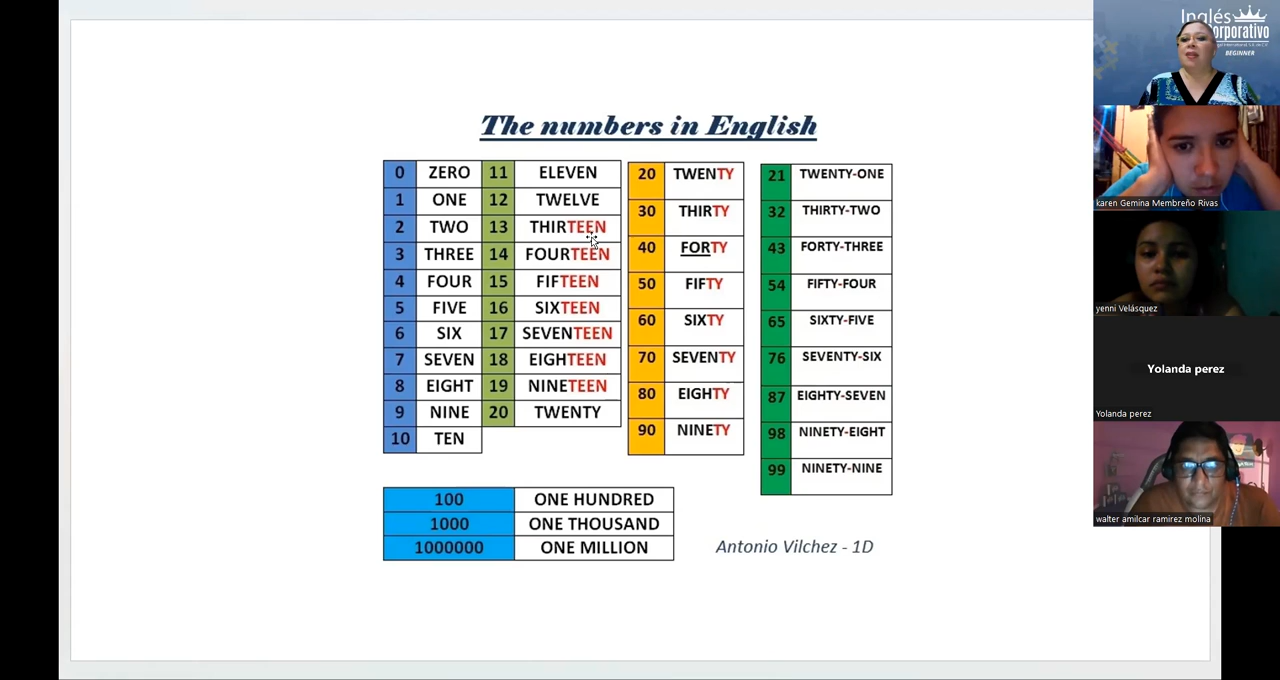 The numbers in English
0 ZERO 11 ELEVEN
1 ONE 12 TWELVE
2 TWO 13 THIRTEEN
3 THREE 14 FOURTEEN
4 FOUR 15 FIFTEEN
5 FIVE 16 SIXTEEN
6 SIX 17 SEVENTEEN
7 SEVEN 18 EIGHTEEN
8 EIGHT 19 NINETEEN
9 NINE 20 TWENTY
10 TEN
20 TWENTY
30 THIRTY
40 FORTY
50 FIFTY
60 SIXTY
70 SEVENTY
80 EIGHTY
90 NINETY
21 TWENTY-ONE
32 THIRTY-TWO
43 FORTY-THREE
54 FIFTY-FOUR
65 SIXTY-FIVE
76 SEVENTY-SIX
87 EIGHTY-SEVEN
98 NINETY-EIGHT
99 NINETY-NINE
100 ONE HUNDRED
1000 ONE THOUSAND
1000000 ONE MILLION
Antonio Vilchez - 1D
Inglés
BEGINNER
karen Gemina Membreño Rivas
yenni Velásquez
Yolanda perez
Yolanda perez
walter amilcar ramirez molina